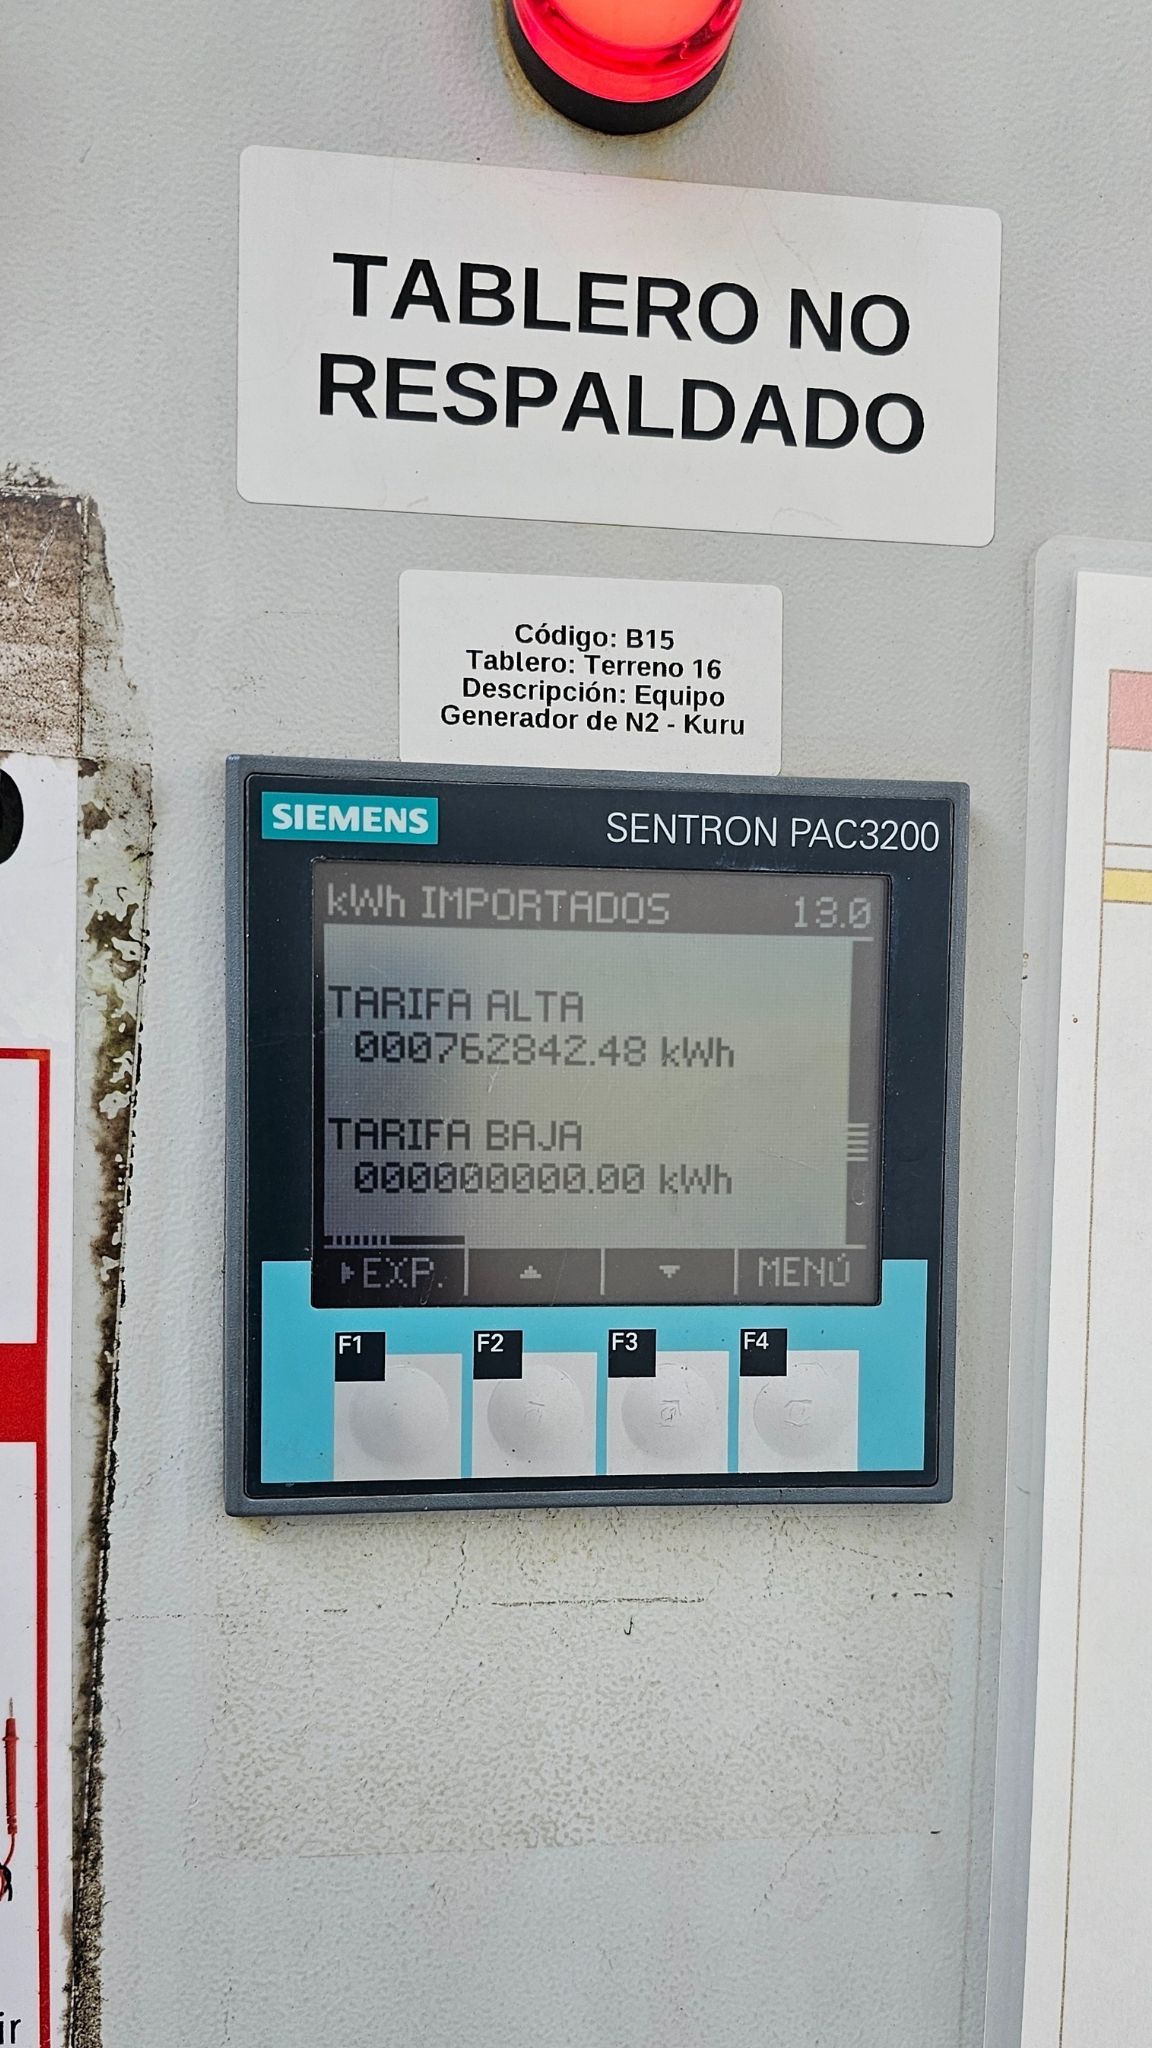 TABLERO NO
RESPALDADO
Código: B15
Tablero: Terreno 16
Descripción: Equipo
Generador de N2 - Kuru
SIEMENS
SENTRON PAC3200
kWh IMPORTADOS 13.0
TARIFA ALTA
000762842.48 kWh
TARIFA BAJA
000000000.00 kWh
▸EXP. ▲ ▼ MENÚ
F1 F2 F3 F4
ir